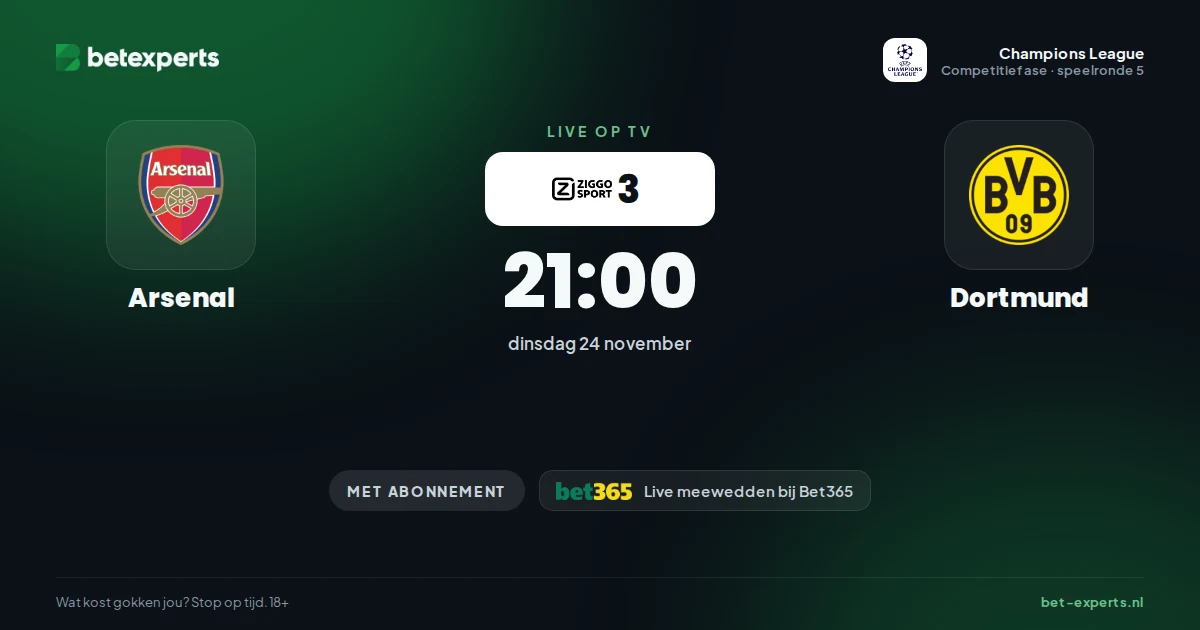 betexperts
CHAMPIONS
LEAGUE
Champions League
Competitiefase · speelronde 5
Arsenal
LIVE OP TV
Z ZIGGO
SPORT 3
BVB
09
21:00
Arsenal
Dortmund
dinsdag 24 november
MET ABONNEMENT
bet365 Live meewedden bij Bet365
Wat kost gokken jou? Stop op tijd. 18+
bet-experts.nl